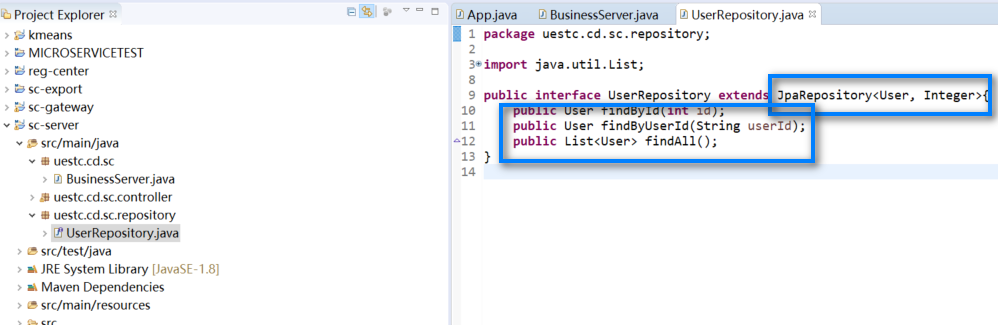 Project Explorer
kmeans
MICROSERVICETEST
reg-center
sc-export
sc-gateway
sc-server
src/main/java
uestc.cd.sc
BusinessServer.java
uestc.cd.sc.controller
uestc.cd.sc.repository
UserRepository.java
src/test/java
JRE System Library [JavaSE-1.8]
Maven Dependencies
src/main/resources
src
App.java BusinessServer.java UserRepository.java
1 package uestc.cd.sc.repository;
2
3 import java.util.List;
8
9 public interface UserRepository extends JpaRepository<User, Integer>{
10 public User findById(int id);
11 public User findByUserId(String userId);
12 public List<User> findAll();
13 }
14